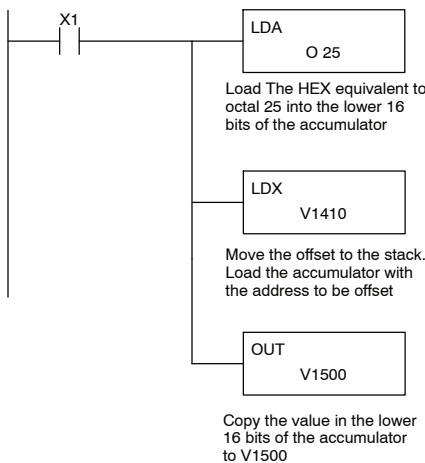 X1
LDA
O 25
Load The HEX equivalent to
octal 25 into the lower 16
bits of the accumulator
LDX
V1410
Move the offset to the stack.
Load the accumulator with
the address to be offset
OUT
V1500
Copy the value in the lower
16 bits of the accumulator
to V1500